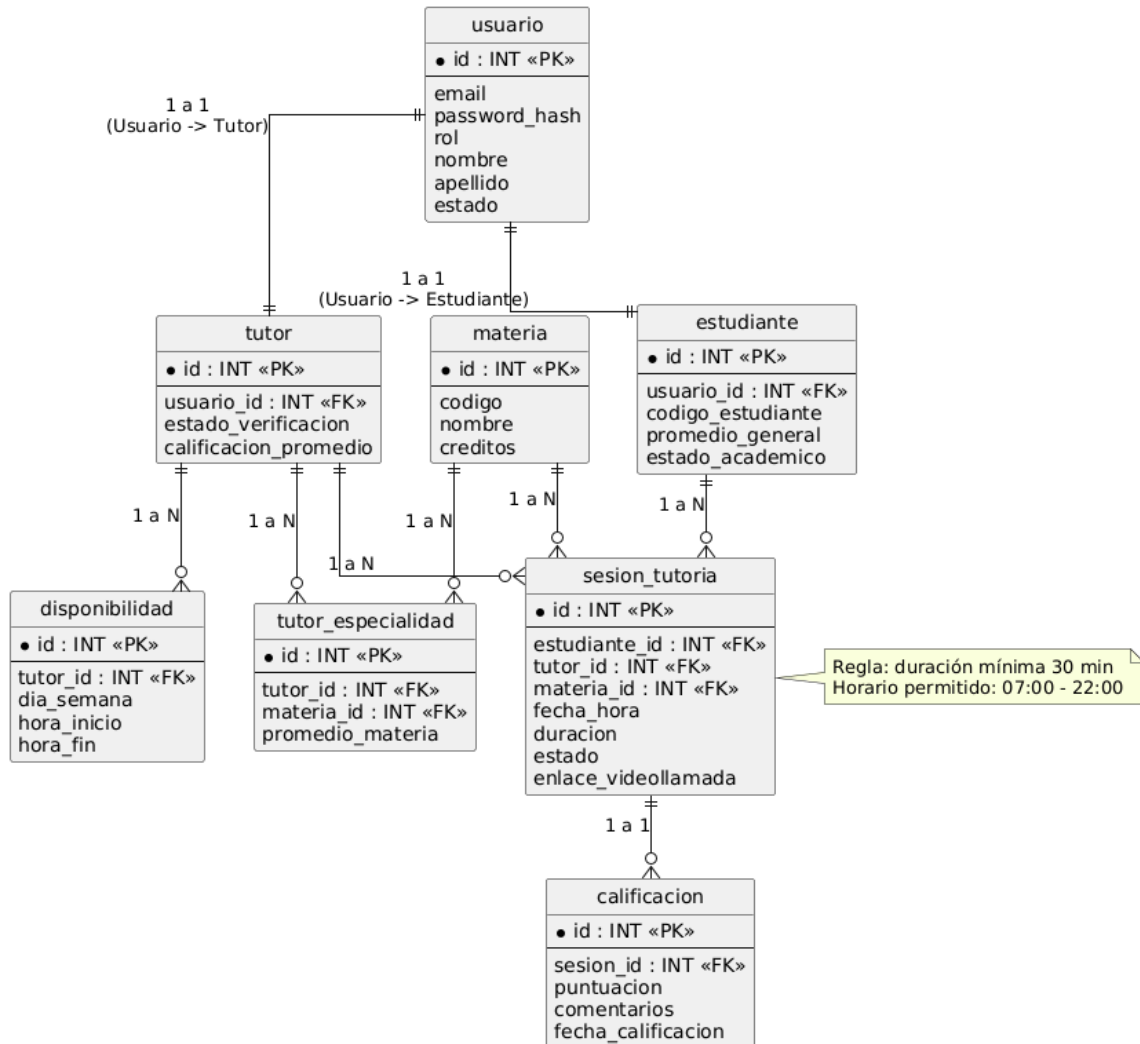 usuario
id : INT «PK»
email
password_hash
rol
nombre
apellido
estado
1 a 1
(Usuario -> Tutor)
1 a 1
(Usuario -> Estudiante)
tutor
id : INT «PK»
usuario_id : INT «FK»
estado_verificacion
calificacion_promedio
materia
id : INT «PK»
codigo
nombre
creditos
estudiante
id : INT «PK»
usuario_id : INT «FK»
codigo_estudiante
promedio_general
estado_academico
1 a N
1 a N
1 a N
1 a N
1 a N
1 a N
disponibilidad
id : INT «PK»
tutor_id : INT «FK»
dia_semana
hora_inicio
hora_fin
tutor_especialidad
id : INT «PK»
tutor_id : INT «FK»
materia_id : INT «FK»
promedio_materia
sesion_tutoria
id : INT «PK»
estudiante_id : INT «FK»
tutor_id : INT «FK»
materia_id : INT «FK»
fecha_hora
duracion
estado
enlace_videollamada
Regla: duración mínima 30 min
Horario permitido: 07:00 - 22:00
1 a 1
calificacion
id : INT «PK»
sesion_id : INT «FK»
puntuacion
comentarios
fecha_calificacion